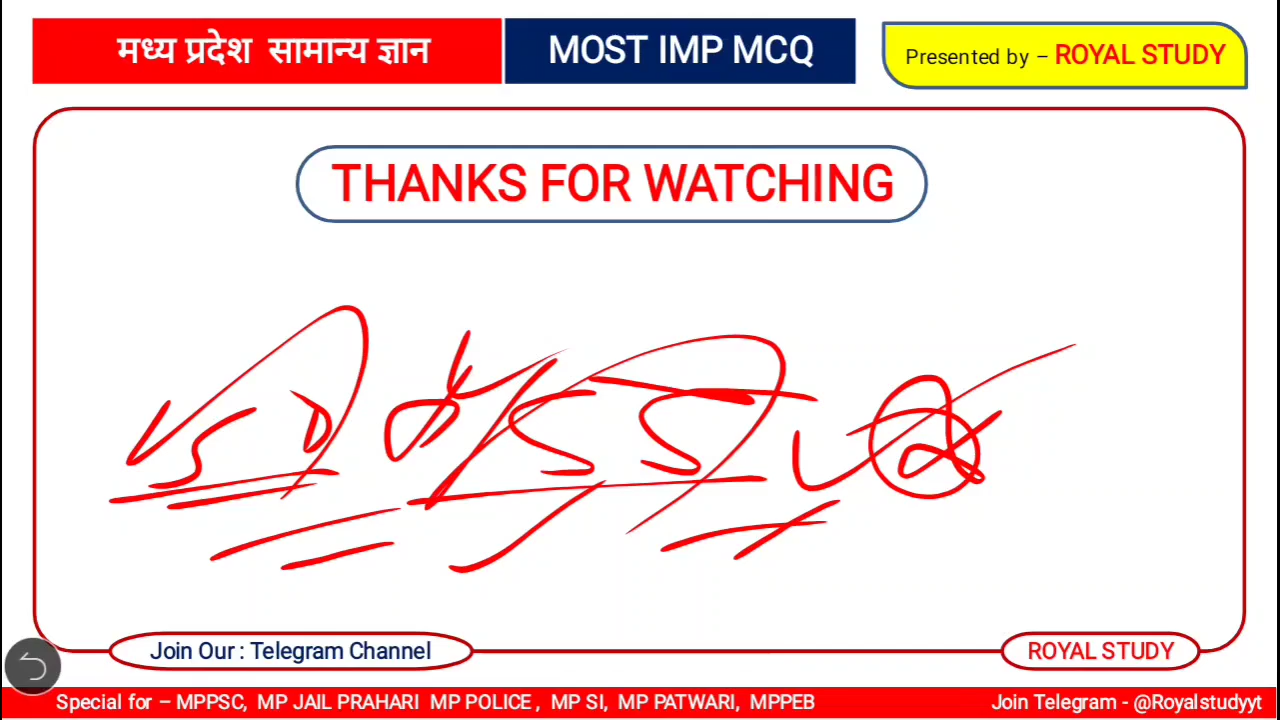 मध्य प्रदेश सामान्य ज्ञान MOST IMP MCQ Presented by – ROYAL STUDY
THANKS FOR WATCHING
Join Our : Telegram Channel ROYAL STUDY
Special for – MPPSC, MP JAIL PRAHARI MP POLICE , MP SI, MP PATWARI, MPPEB Join Telegram - @Royalstudyyt